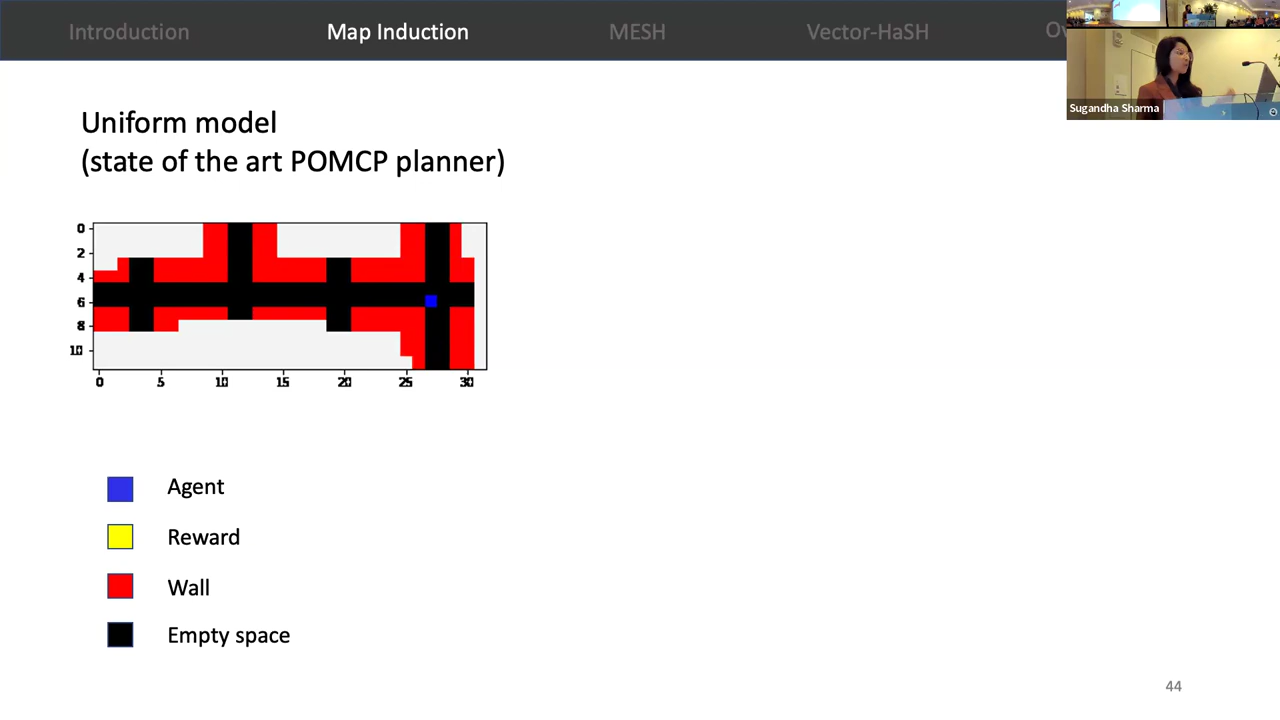 Introduction
Map Induction
MESH
Vector-HaSH
Ov
Sugandha Sharma
Uniform model
(state of the art POMCP planner)
0
2
4
6
8
10
0 5 10 15 20 25 30
Agent
Reward
Wall
Empty space
44